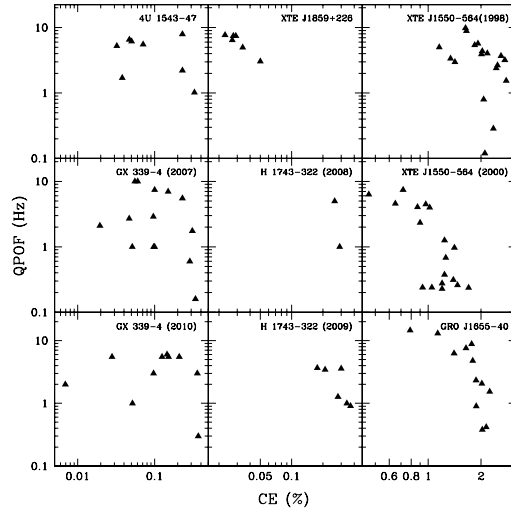 4U 1543-47
XTE J1859+226
XTE J1550-564(1998)
10
1
0.1
GX 339-4 (2007)
H 1743-322 (2008)
XTE J1550-564 (2000)
10
1
0.1
QPOF (Hz)
GX 339-4 (2010)
H 1743-322 (2009)
GRO J1655-40
10
1
0.1
0.01
0.1
0.05
0.1
0.6
0.8
1
2
CE (%)